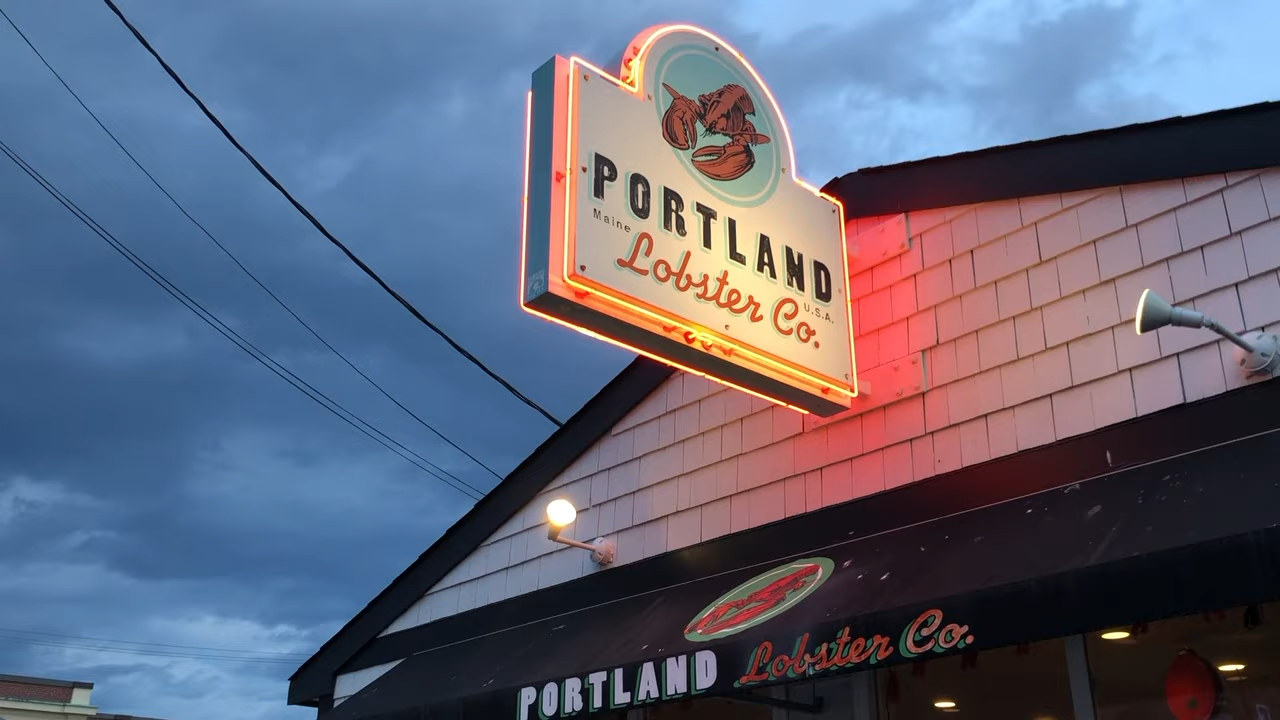 PORTLAND
Maine
Lobster Co.
U.S.A.
PORTLAND Lobster Co.